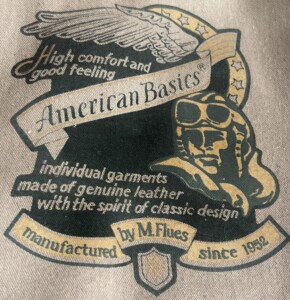 High comfort and
good feeling
American Basics®
individual garments
made of genuine leather
with the spirit of classic design
manufactured by M.Flues since 1952